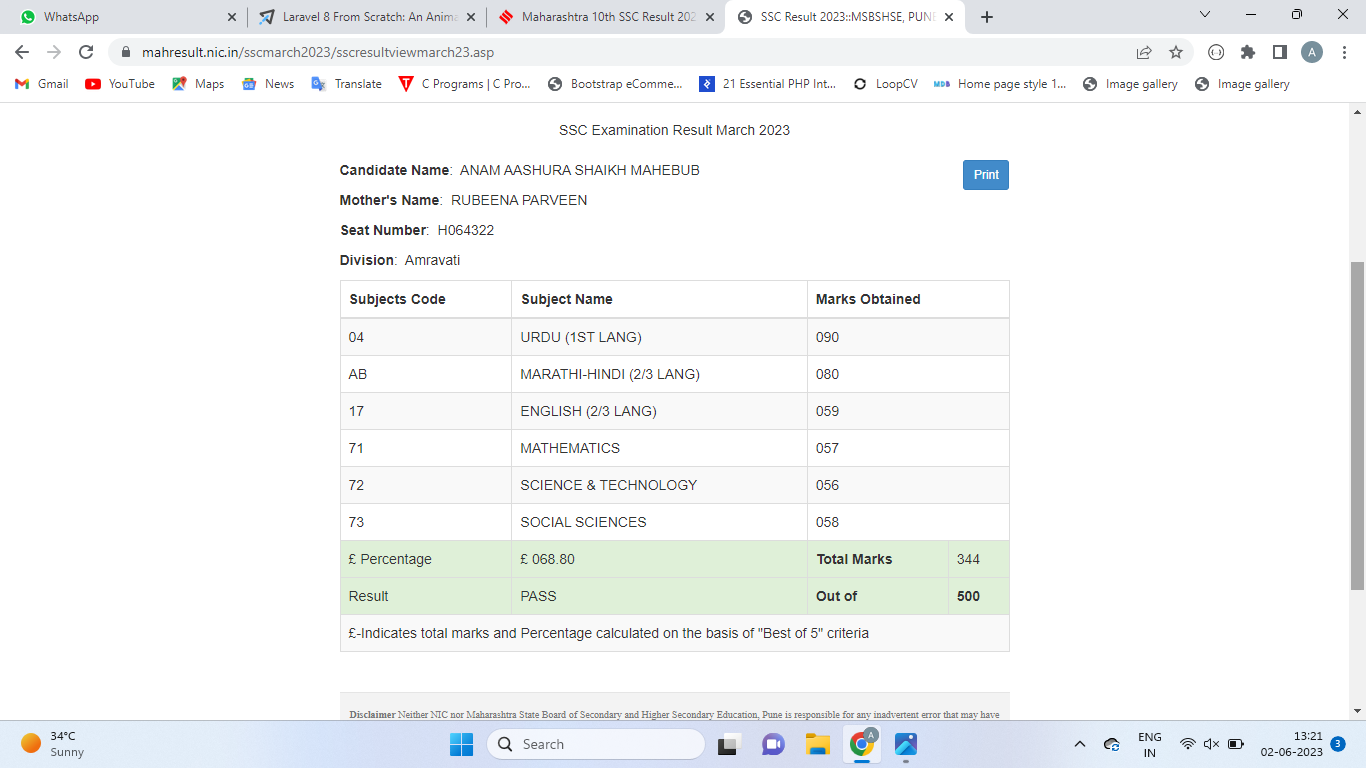 WhatsApp
Laravel 8 From Scratch: An Anima
Maharashtra 10th SSC Result 202
SSC Result 2023::MSBSHSE, PUNE
mahresult.nic.in/sscmarch2023/sscresultviewmarch23.asp
A
Gmail
YouTube
Maps
News
Translate
C Programs | C Pro...
Bootstrap eComme...
21 Essential PHP Int...
LoopCV
MDB Home page style 1...
Image gallery
Image gallery
SSC Examination Result March 2023
Candidate Name: ANAM AASHURA SHAIKH MAHEBUB
Print
Mother's Name: RUBEENA PARVEEN
Seat Number: H064322
Division: Amravati
Subjects Code Subject Name Marks Obtained
04 URDU (1ST LANG) 090
AB MARATHI-HINDI (2/3 LANG) 080
17 ENGLISH (2/3 LANG) 059
71 MATHEMATICS 057
72 SCIENCE & TECHNOLOGY 056
73 SOCIAL SCIENCES 058
£ Percentage £ 068.80 Total Marks 344
Result PASS Out of 500
£-Indicates total marks and Percentage calculated on the basis of "Best of 5" criteria
Disclaimer Neither NIC nor Maharashtra State Board of Secondary and Higher Secondary Education, Pune is responsible for any inadvertent error that may have
34°C
Sunny
Search
A
ENG
IN
13:21
02-06-2023
3